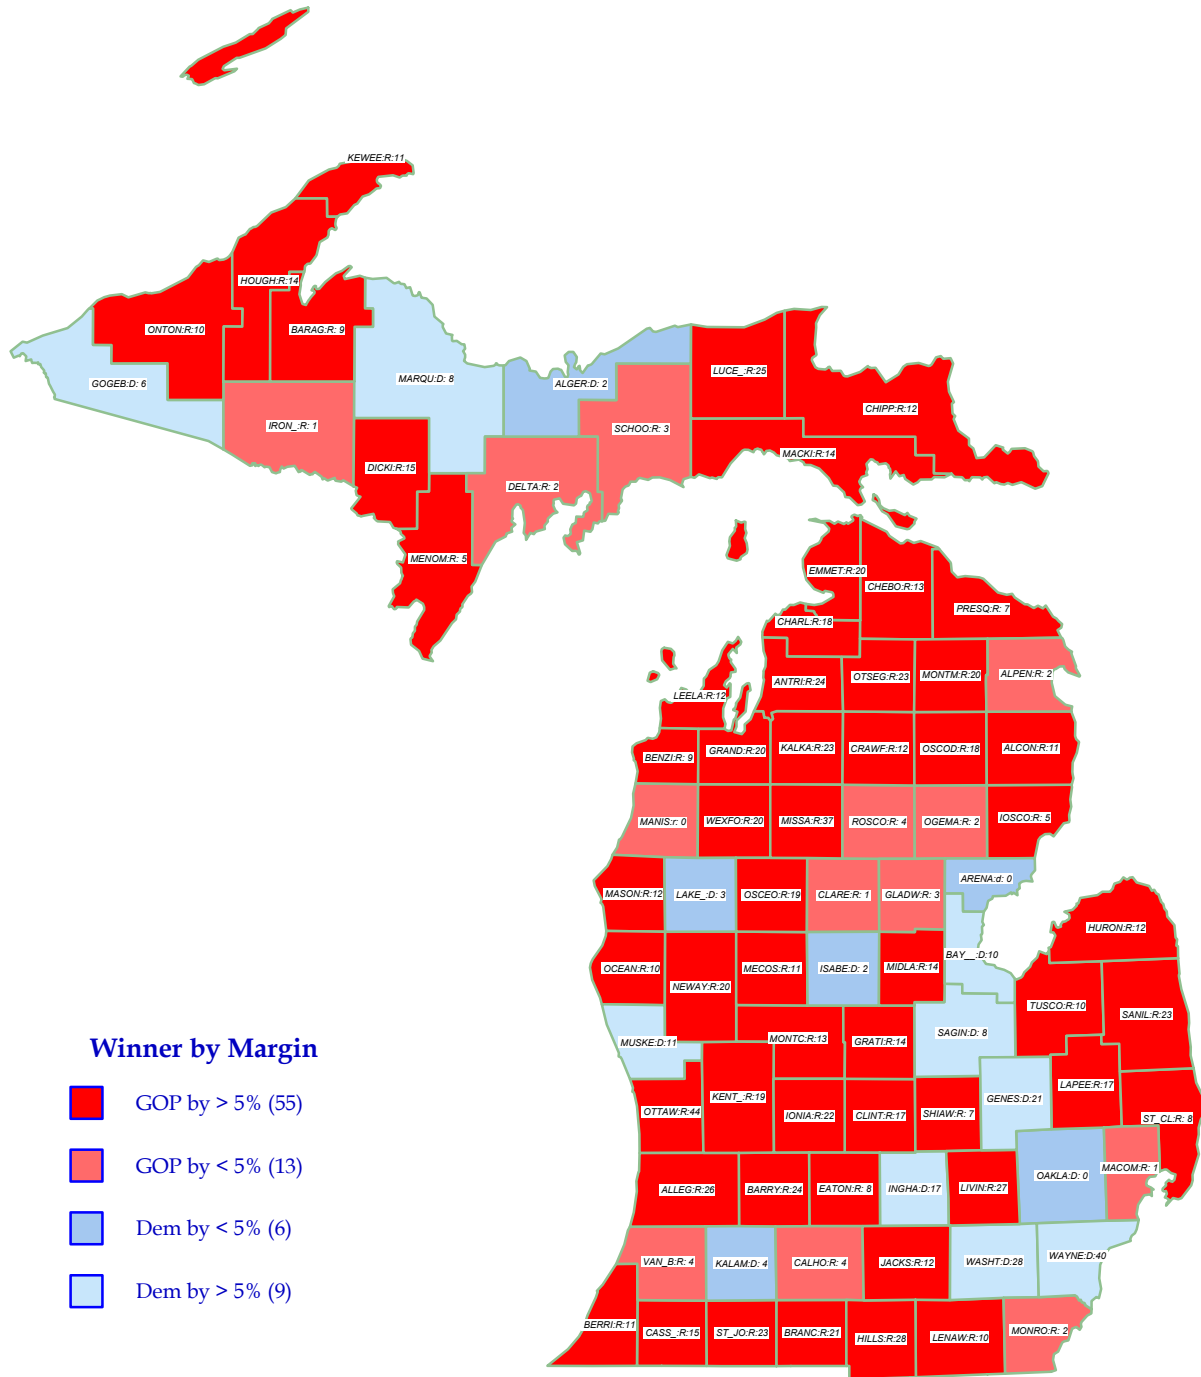 KEWEE:R:11
HOUGH:R:14
ONTON:R:10
BARAG:R: 9
GOGEB:D: 6
MARQU:D: 8
ALGER:D: 2
LUCE_:R:25
CHIPP:R:12
IRON_:R: 1
SCHOO:R: 3
MACKI:R:14
DICKI:R:15
DELTA:R: 2
MENOM:R: 5
EMMET:R:20
CHEBO:R:13
PRESQ:R: 7
CHARL:R:18
ANTRI:R:24
OTSEG:R:23
MONTM:R:20
ALPEN:R: 2
LEELA:R:12
BENZI:R: 9
GRAND:R:20
KALKA:R:23
CRAWF:R:12
OSCOD:R:18
ALCON:R:11
MANIS:r: 0
WEXFO:R:20
MISSA:R:37
ROSCO:R: 4
OGEMA:R: 2
IOSCO:R: 5
MASON:R:12
LAKE_:D: 3
OSCEO:R:19
CLARE:R: 1
GLADW:R: 3
ARENA:d: 0
HURON:R:12
OCEAN:R:10
NEWAY:R:20
MECOS:R:11
ISABE:D: 2
MIDLA:R:14
BAY__:D:10
TUSCO:R:10
SANIL:R:23
MUSKE:D:11
MONTC:R:13
GRATI:R:14
SAGIN:D: 8
OTTAW:R:44
KENT_:R:19
IONIA:R:22
CLINT:R:17
SHIAW:R: 7
GENES:D:21
LAPEE:R:17
ST_CL:R: 8
ALLEG:R:26
BARRY:R:24
EATON:R: 8
INGHA:D:17
LIVIN:R:27
OAKLA:D: 0
MACOM:R: 1
VAN_B:R: 4
KALAM:D: 4
CALHO:R: 4
JACKS:R:12
WASHT:D:28
WAYNE:D:40
BERRI:R:11
CASS_:R:15
ST_JO:R:23
BRANC:R:21
HILLS:R:28
LENAW:R:10
MONRO:R: 2
Winner by Margin
GOP by > 5% (55)
GOP by < 5% (13)
Dem by < 5% (6)
Dem by > 5% (9)